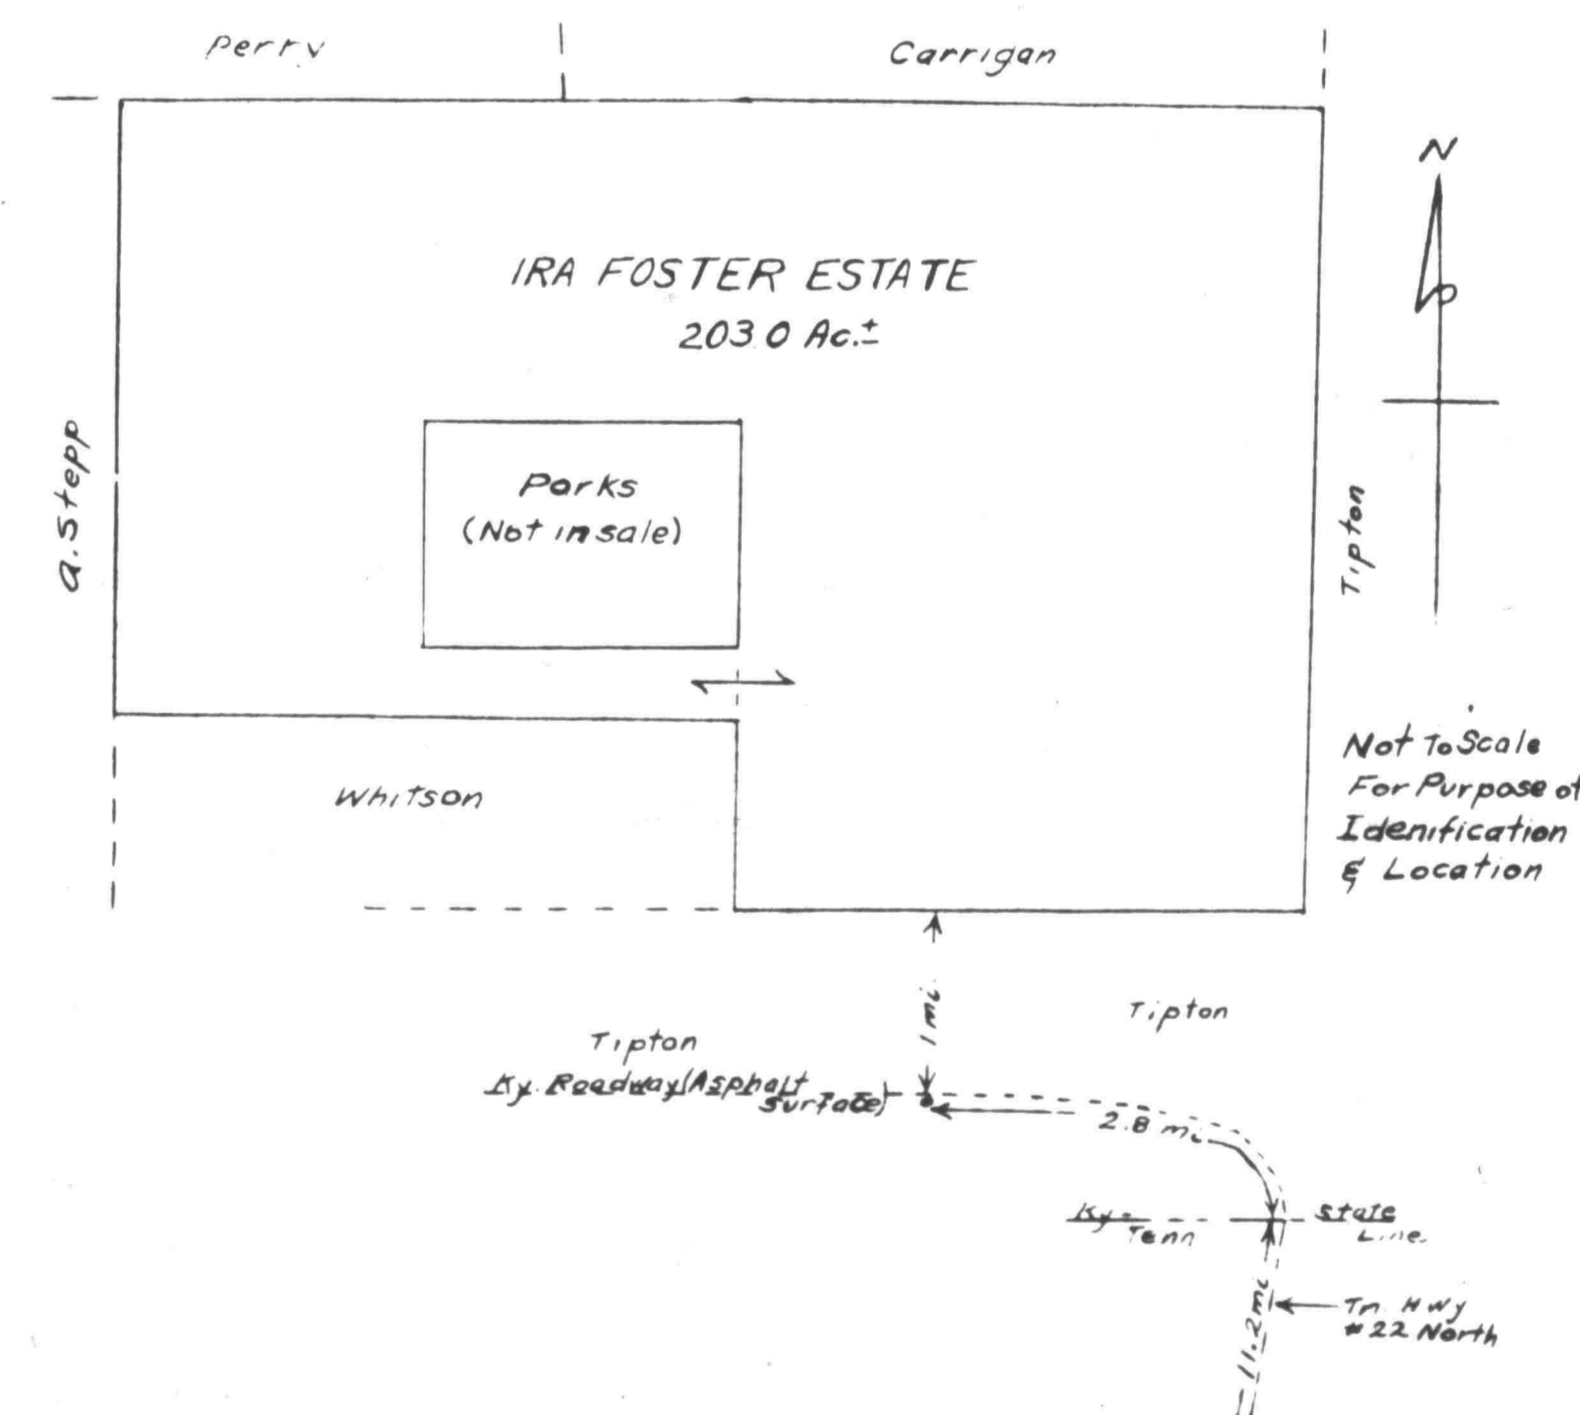 Perry
Carrigan
N
IRA FOSTER ESTATE
203.0 Ac.±
a. Stepp
Parks
(Not in sale)
Tipton
Whitson
Not To Scale
For Purpose of
Idenification
& Location
1 mi.
Tipton
Tipton
Ky. Roadway (Asphalt
surface)
2.8 mi.
Ky-
Tenn
State
Line
11.2 mi
Tn. Hwy
#22 North